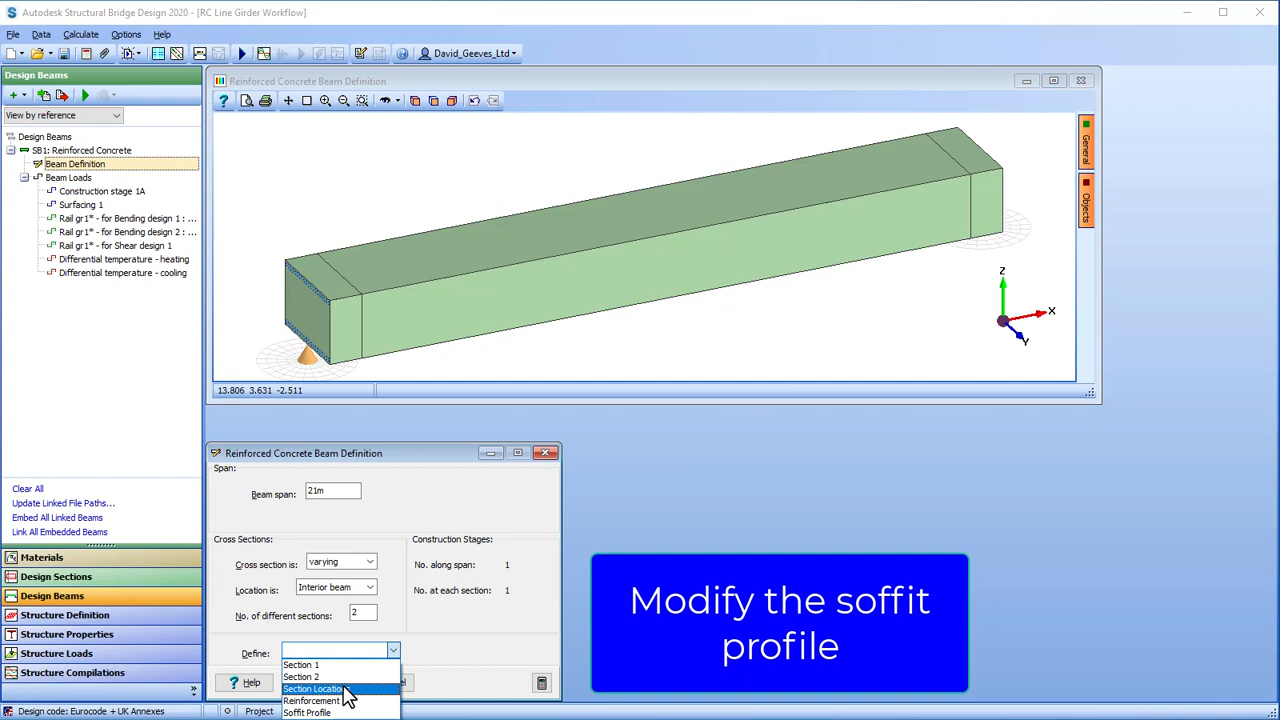 Autodesk Structural Bridge Design 2020 - [RC Line Girder Workflow]
File Data Calculate Options Help
David_Geeves_Ltd
Design Beams
View by reference
Design Beams
SB1: Reinforced Concrete
Beam Definition
Beam Loads
Construction stage 1A
Surfacing 1
Rail gr1* - for Bending design 1 : ...
Rail gr1* - for Bending design 2 : ...
Rail gr1* - for Shear design 1
Differential temperature - heating
Differential temperature - cooling
Clear All
Update Linked File Paths...
Embed All Linked Beams
Link All Embedded Beams
Materials
Design Sections
Design Beams
Structure Definition
Structure Properties
Structure Loads
Structure Compilations
Reinforced Concrete Beam Definition
General
Objects
Z
X
Y
13.806 3.631 -2.511
Reinforced Concrete Beam Definition
Span:
Beam span: 21m
Cross Sections:
Cross section is: varying
Location is: Interior beam
No. of different sections: 2
Construction Stages:
No. along span: 1
No. at each section: 1
Define:
Section 1
Section 2
Section Location
Reinforcement
Soffit Profile
Help
Modify the soffit
profile
Design code: Eurocode + UK Annexes
Project